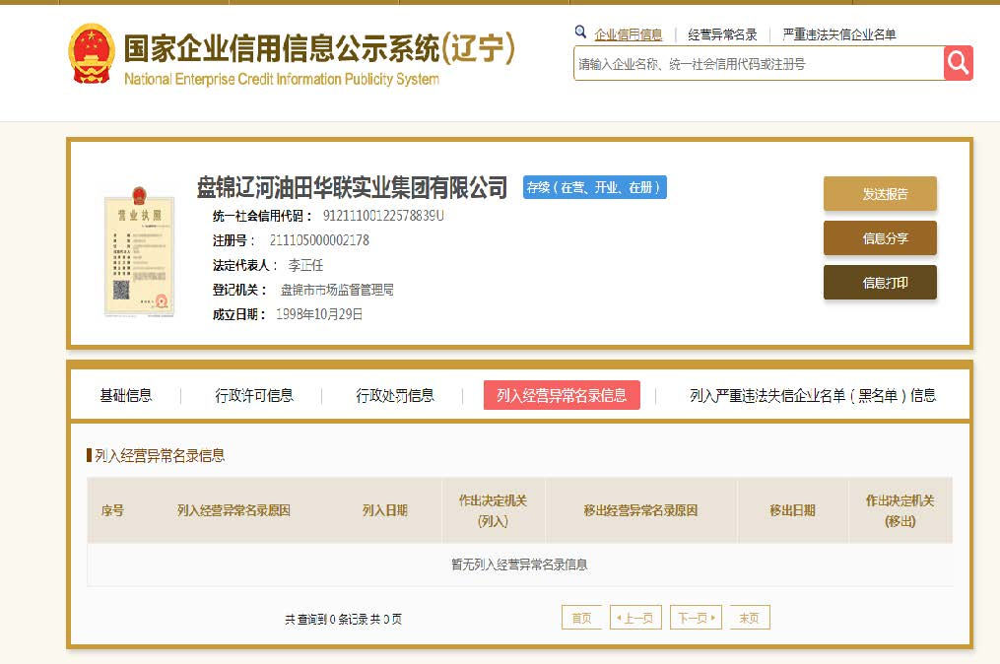 国家企业信用信息公示系统(辽宁)
National Enterprise Credit Information Publicity System
企业信用信息 经营异常名录 严重违法失信企业名单
请输入企业名称、统一社会信用代码或注册号
盘锦辽河油田华联实业集团有限公司 存续(在营、开业、在册)
统一社会信用代码: 91211100122578839U
注册号: 211105000002178
法定代表人: 李正任
登记机关: 盘锦市市场监督管理局
成立日期: 1998年10月29日
营业执照
发送报告
信息分享
信息打印
基础信息 行政许可信息 行政处罚信息 列入经营异常名录信息 列入严重违法失信企业名单(黑名单)信息
列入经营异常名录信息
序号 列入经营异常名录原因 列入日期 作出决定机关(列入) 移出经营异常名录原因 移出日期 作出决定机关(移出)
暂无列入经营异常名录信息
共 查询到 0 条记录 共 0 页 首页 上一页 下一页 末页